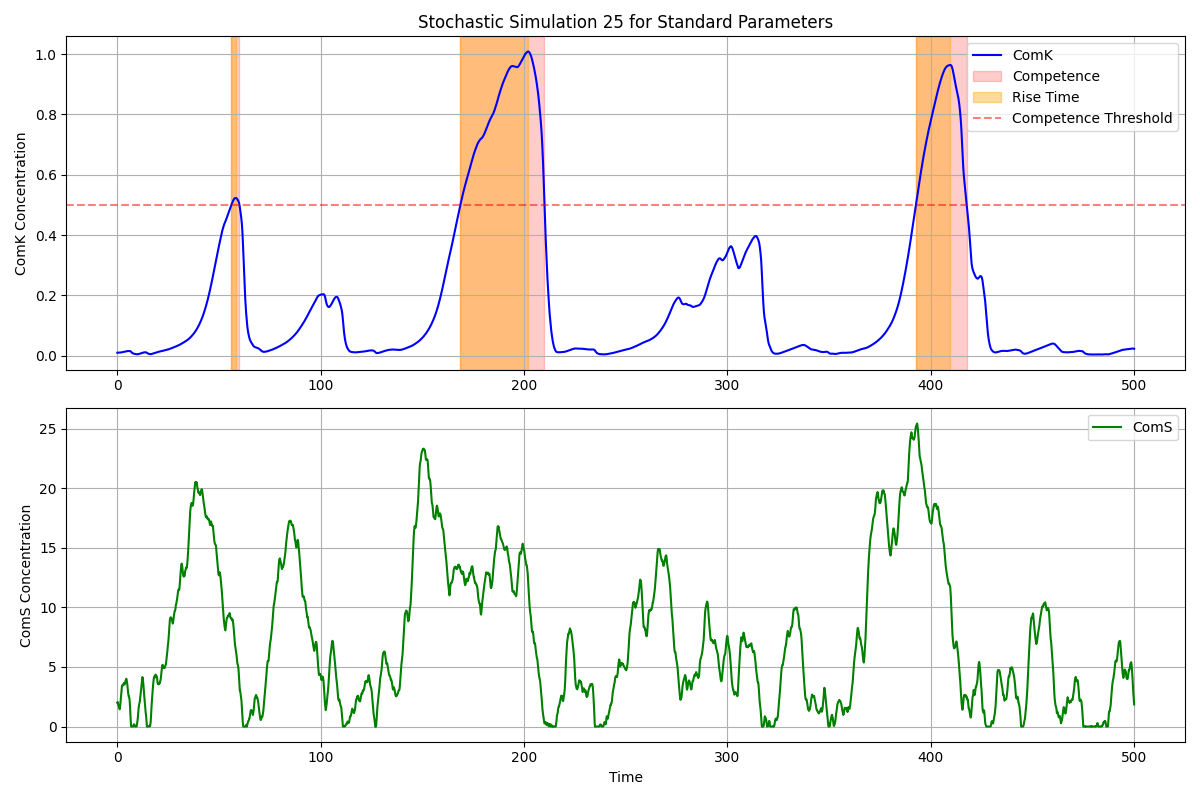 Stochastic Simulation 25 for Standard Parameters
ComK Concentration
1.0
0.8
0.6
0.4
0.2
0.0
0 100 200 300 400 500
ComK
Competence
Rise Time
Competence Threshold
ComS Concentration
25
20
15
10
5
0
0 100 200 300 400 500
Time
ComS